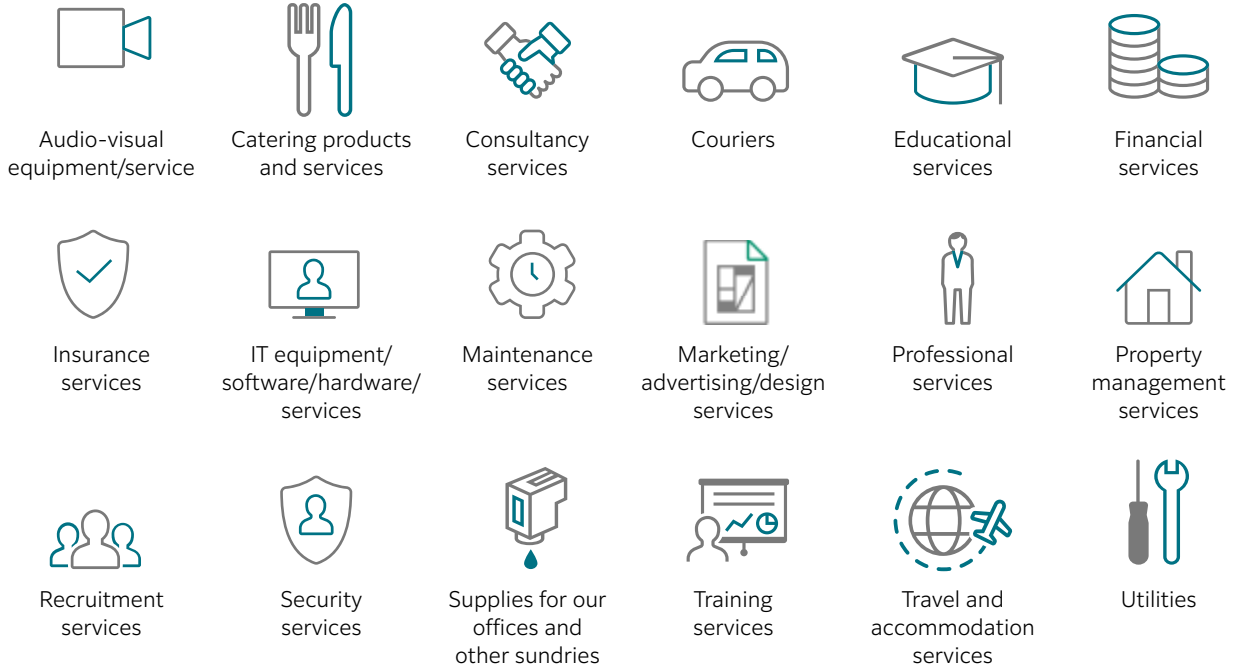 Audio-visual
equipment/service
Catering products
and services
Consultancy
services
Couriers
Educational
services
Financial
services
Insurance
services
IT equipment/
software/hardware/
services
Maintenance
services
Marketing/
advertising/design
services
Professional
services
Property
management
services
Recruitment
services
Security
services
Supplies for our
offices and
other sundries
Training
services
Travel and
accommodation
services
Utilities